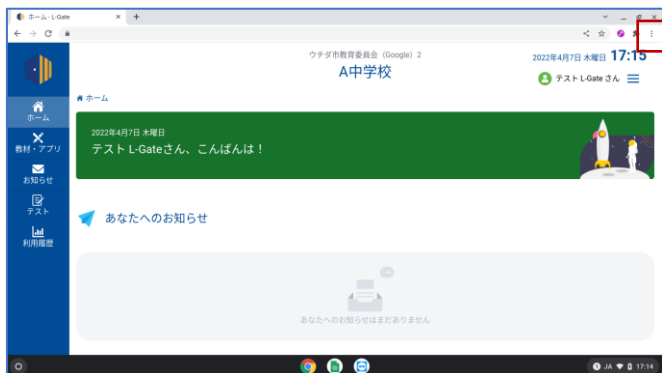 ホーム - L-Gate
ウチダ市教育委員会（Google）2
A中学校
2022年4月7日 木曜日 17:15
テスト L-Gate さん
ホーム
ホーム
教材・アプリ
お知らせ
テスト
利用履歴
2022年4月7日 木曜日
テスト L-Gateさん、こんばんは！
あなたへのお知らせ
あなたへのお知らせはまだありません
JA 17:14